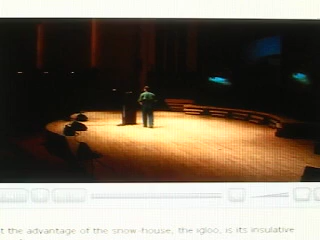 t the advantage of the snow-house, the igloo, is its insulative